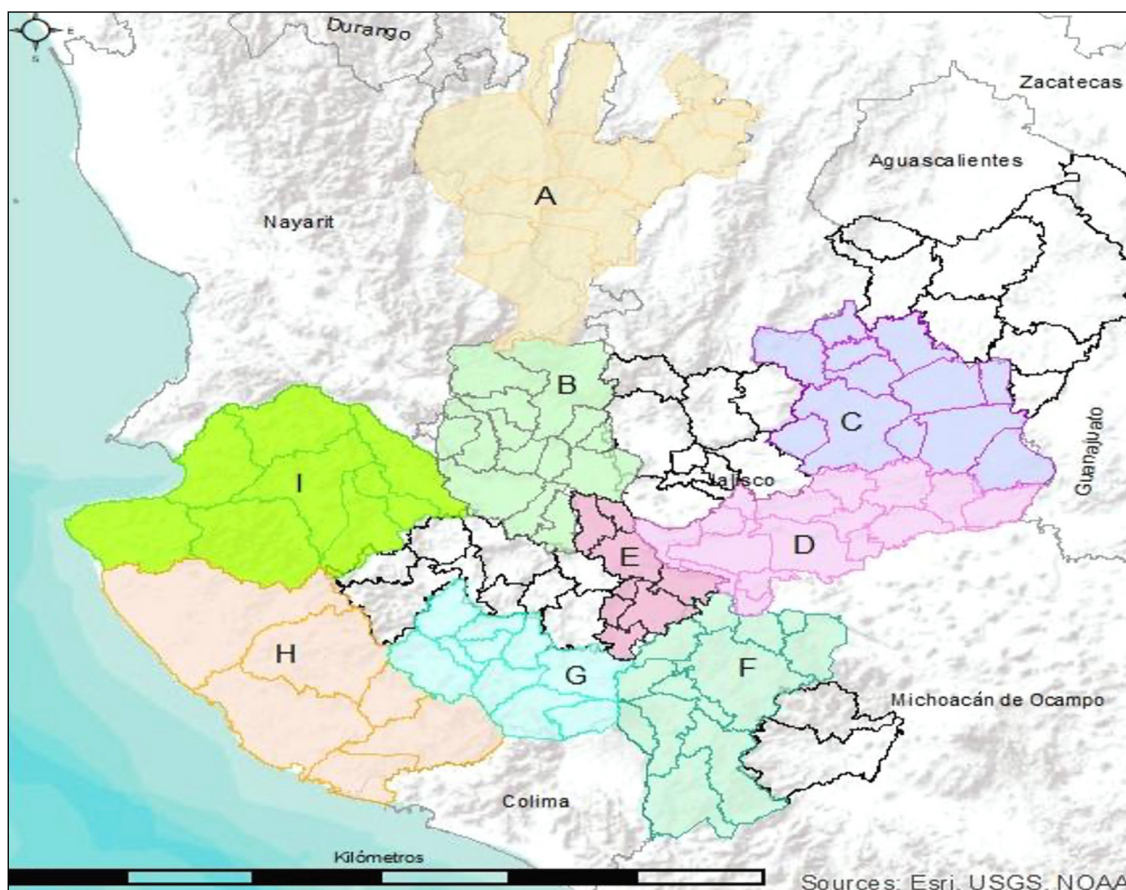 E
S
Durango
Zacatecas
Aguascalientes
A
Nayarit
B
C
Guanajuato
I
Jalisco
D
E
H
G
F
Michoacán de Ocampo
Colima
Kilómetros
Sources: Esri, USGS, NOAA